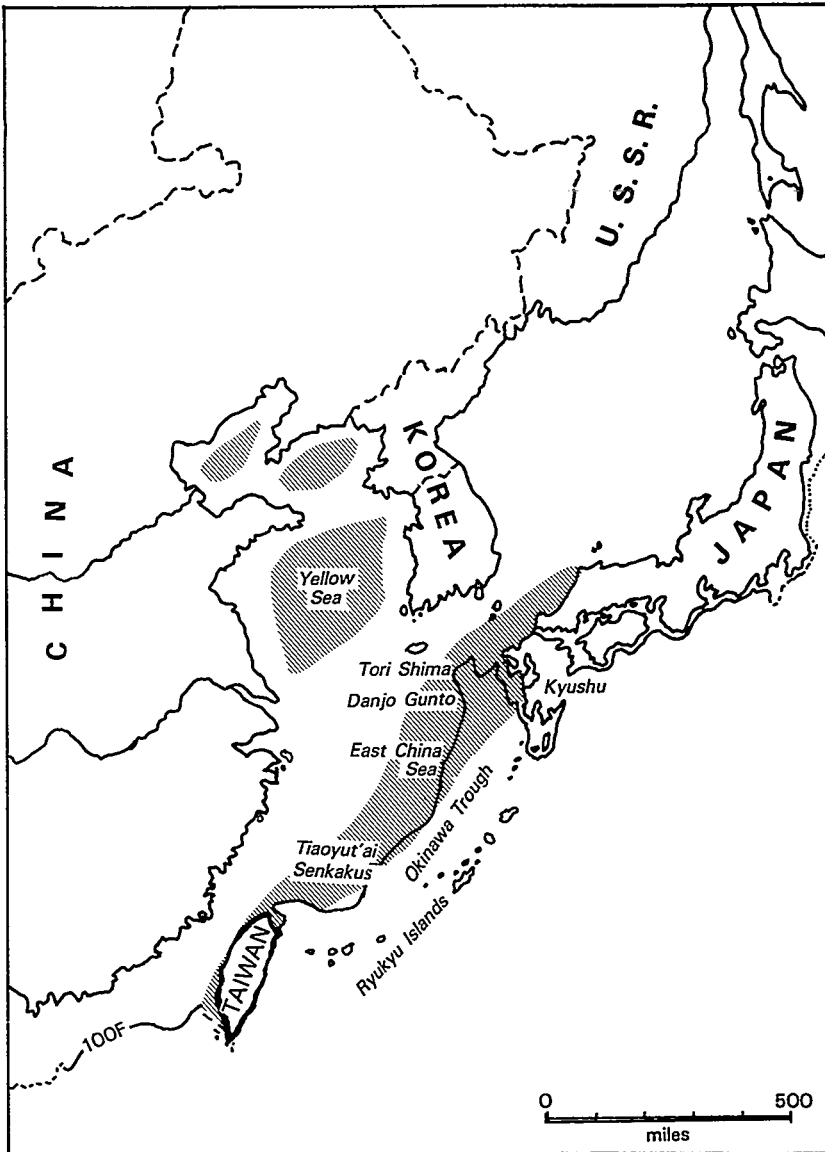 U. S. S. R.
KOREA
CHINA
JAPAN
Yellow
Sea
Tori Shima
Danjo Gunto
Kyushu
East China
Sea
Okinawa Trough
Tiaoyut'ai
Senkakus
Ryukyu Islands
TAIWAN
100F
0 500
miles